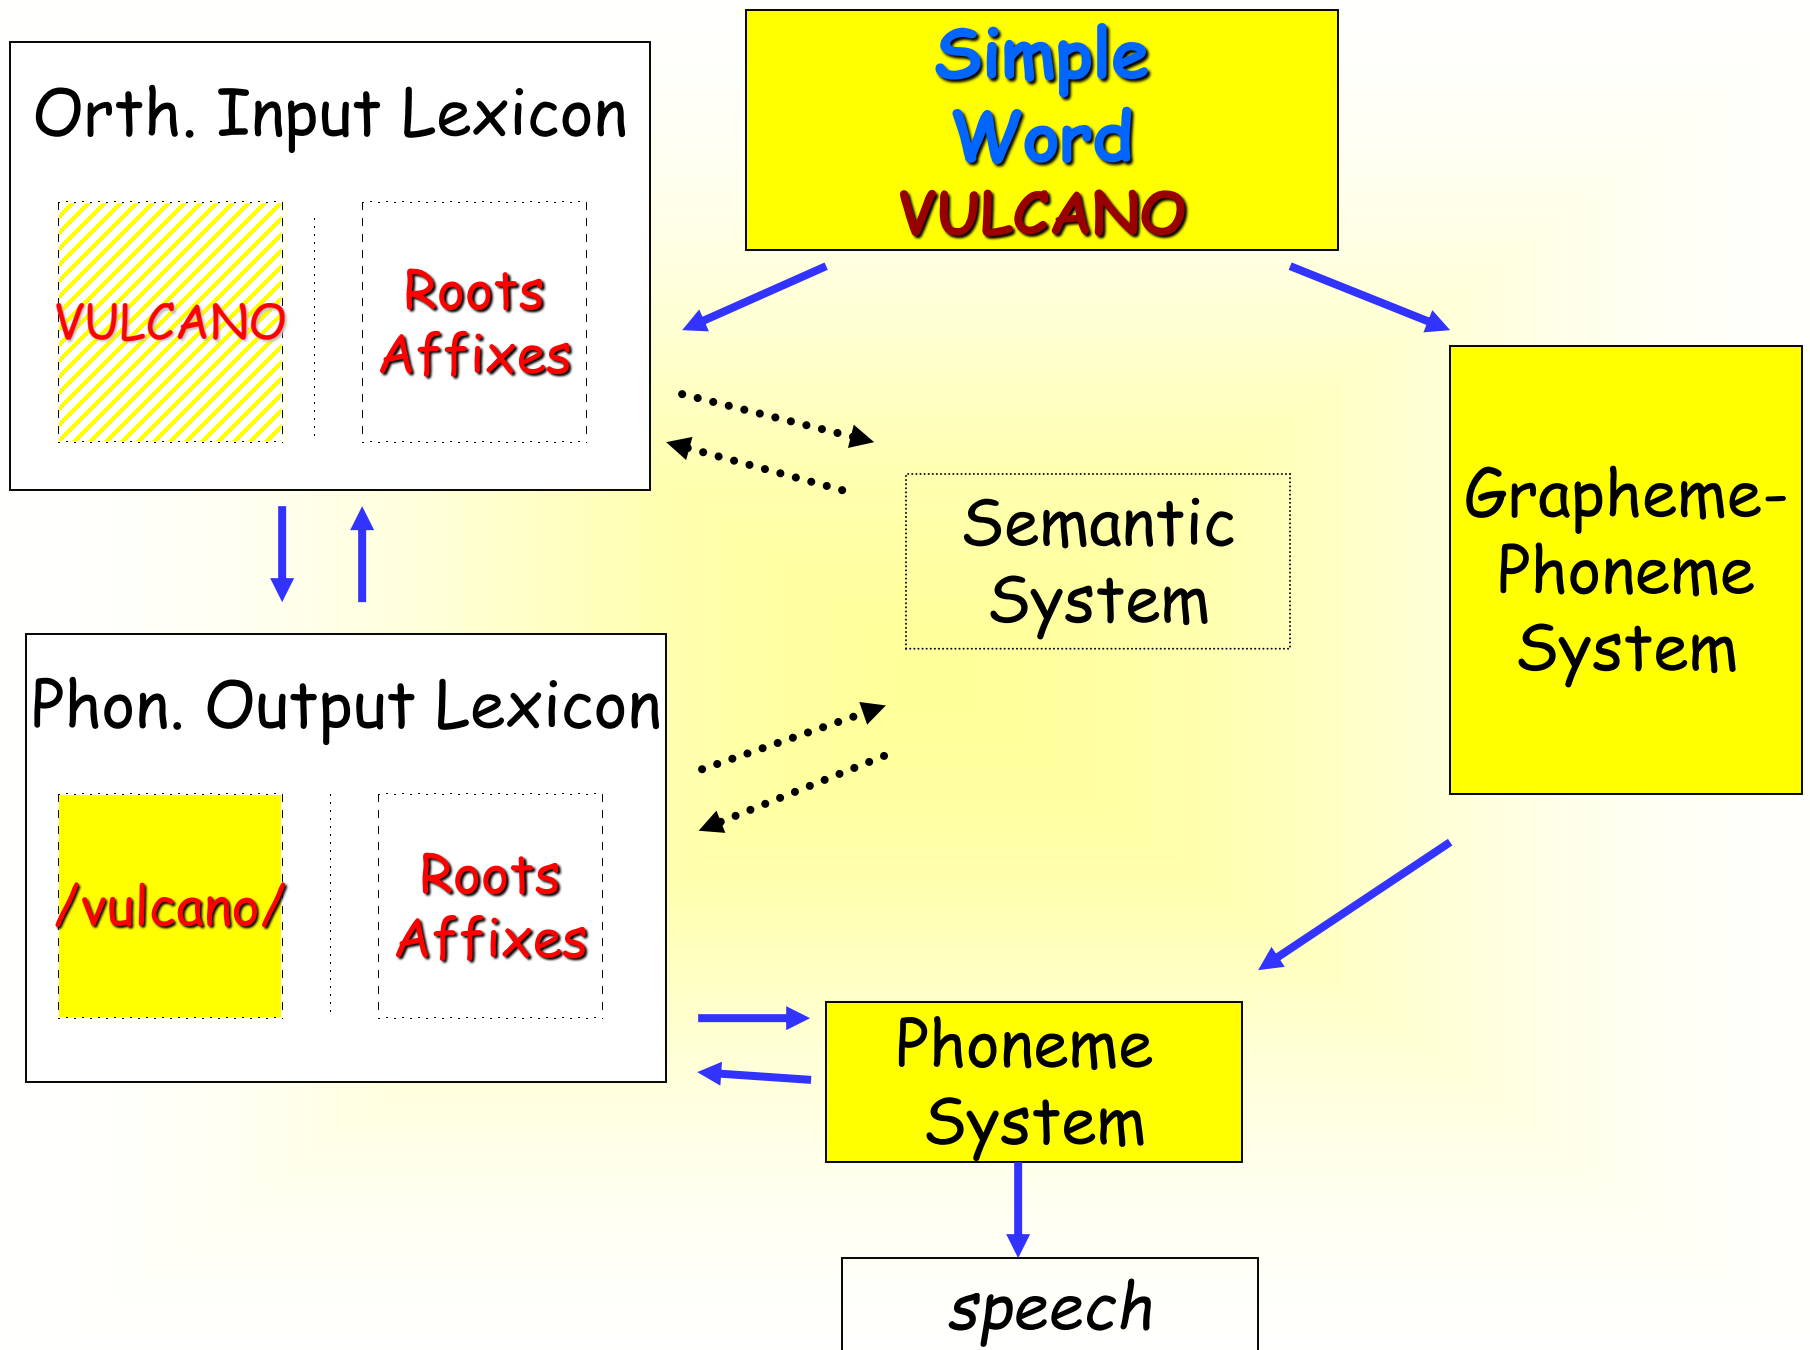 Simple
Word
VULCANO
Orth. Input Lexicon
VULCANO
Roots
Affixes
Semantic
System
Grapheme-
Phoneme
System
Phon. Output Lexicon
/vulcano/
Roots
Affixes
Phoneme
System
speech